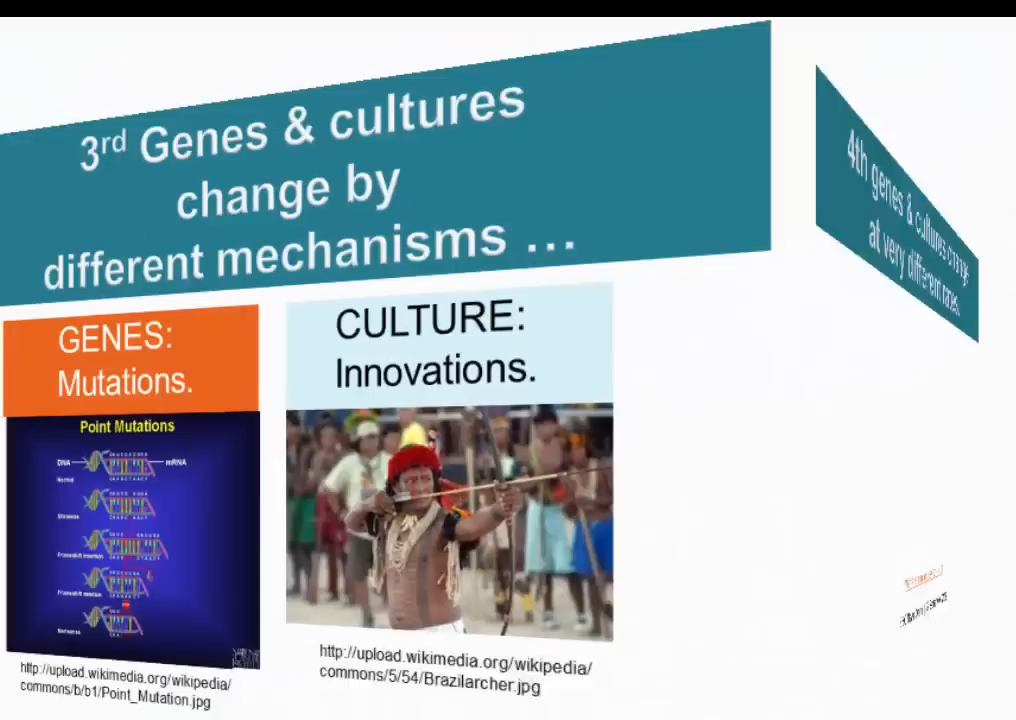 3rd Genes & cultures
change by
different mechanisms …
4th genes & cultures change
at very different rates.
GENES:
Mutations.
CULTURE:
Innovations.
Point Mutations
DNA
mRNA
Normal
Missense
Frameshift insertion
Frameshift deletion
Nonsense
http://upload.wikimedia.org/wikipedia/
commons/b/b1/Point_Mutation.jpg
http://upload.wikimedia.org/wikipedia/
commons/5/54/Brazilarcher.jpg